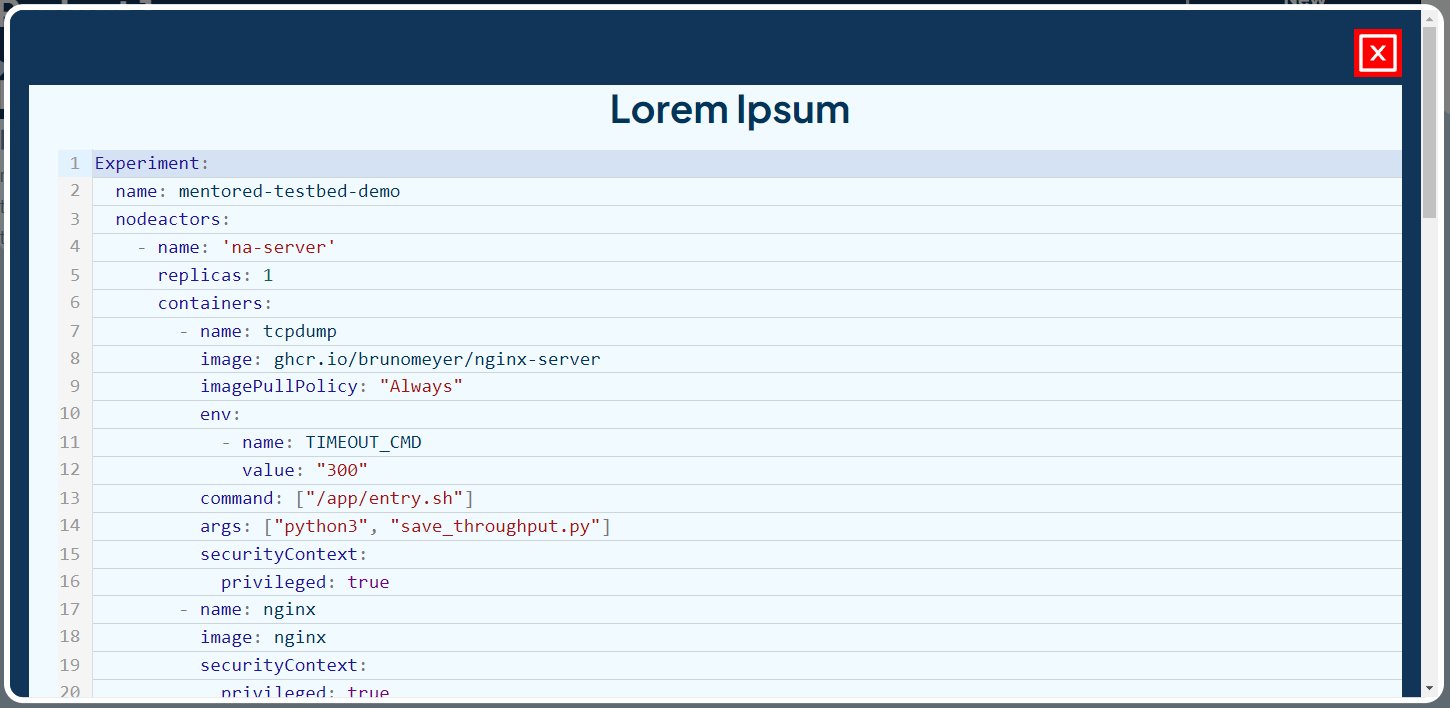 New
X
Lorem Ipsum
1 Experiment:
2   name: mentored-testbed-demo
3   nodeactors:
4     - name: 'na-server'
5       replicas: 1
6       containers:
7         - name: tcpdump
8           image: ghcr.io/brunomeyer/nginx-server
9           imagePullPolicy: "Always"
10           env:
11             - name: TIMEOUT_CMD
12               value: "300"
13           command: ["/app/entry.sh"]
14           args: ["python3", "save_throughput.py"]
15           securityContext:
16             privileged: true
17         - name: nginx
18           image: nginx
19           securityContext:
20             privileged: true